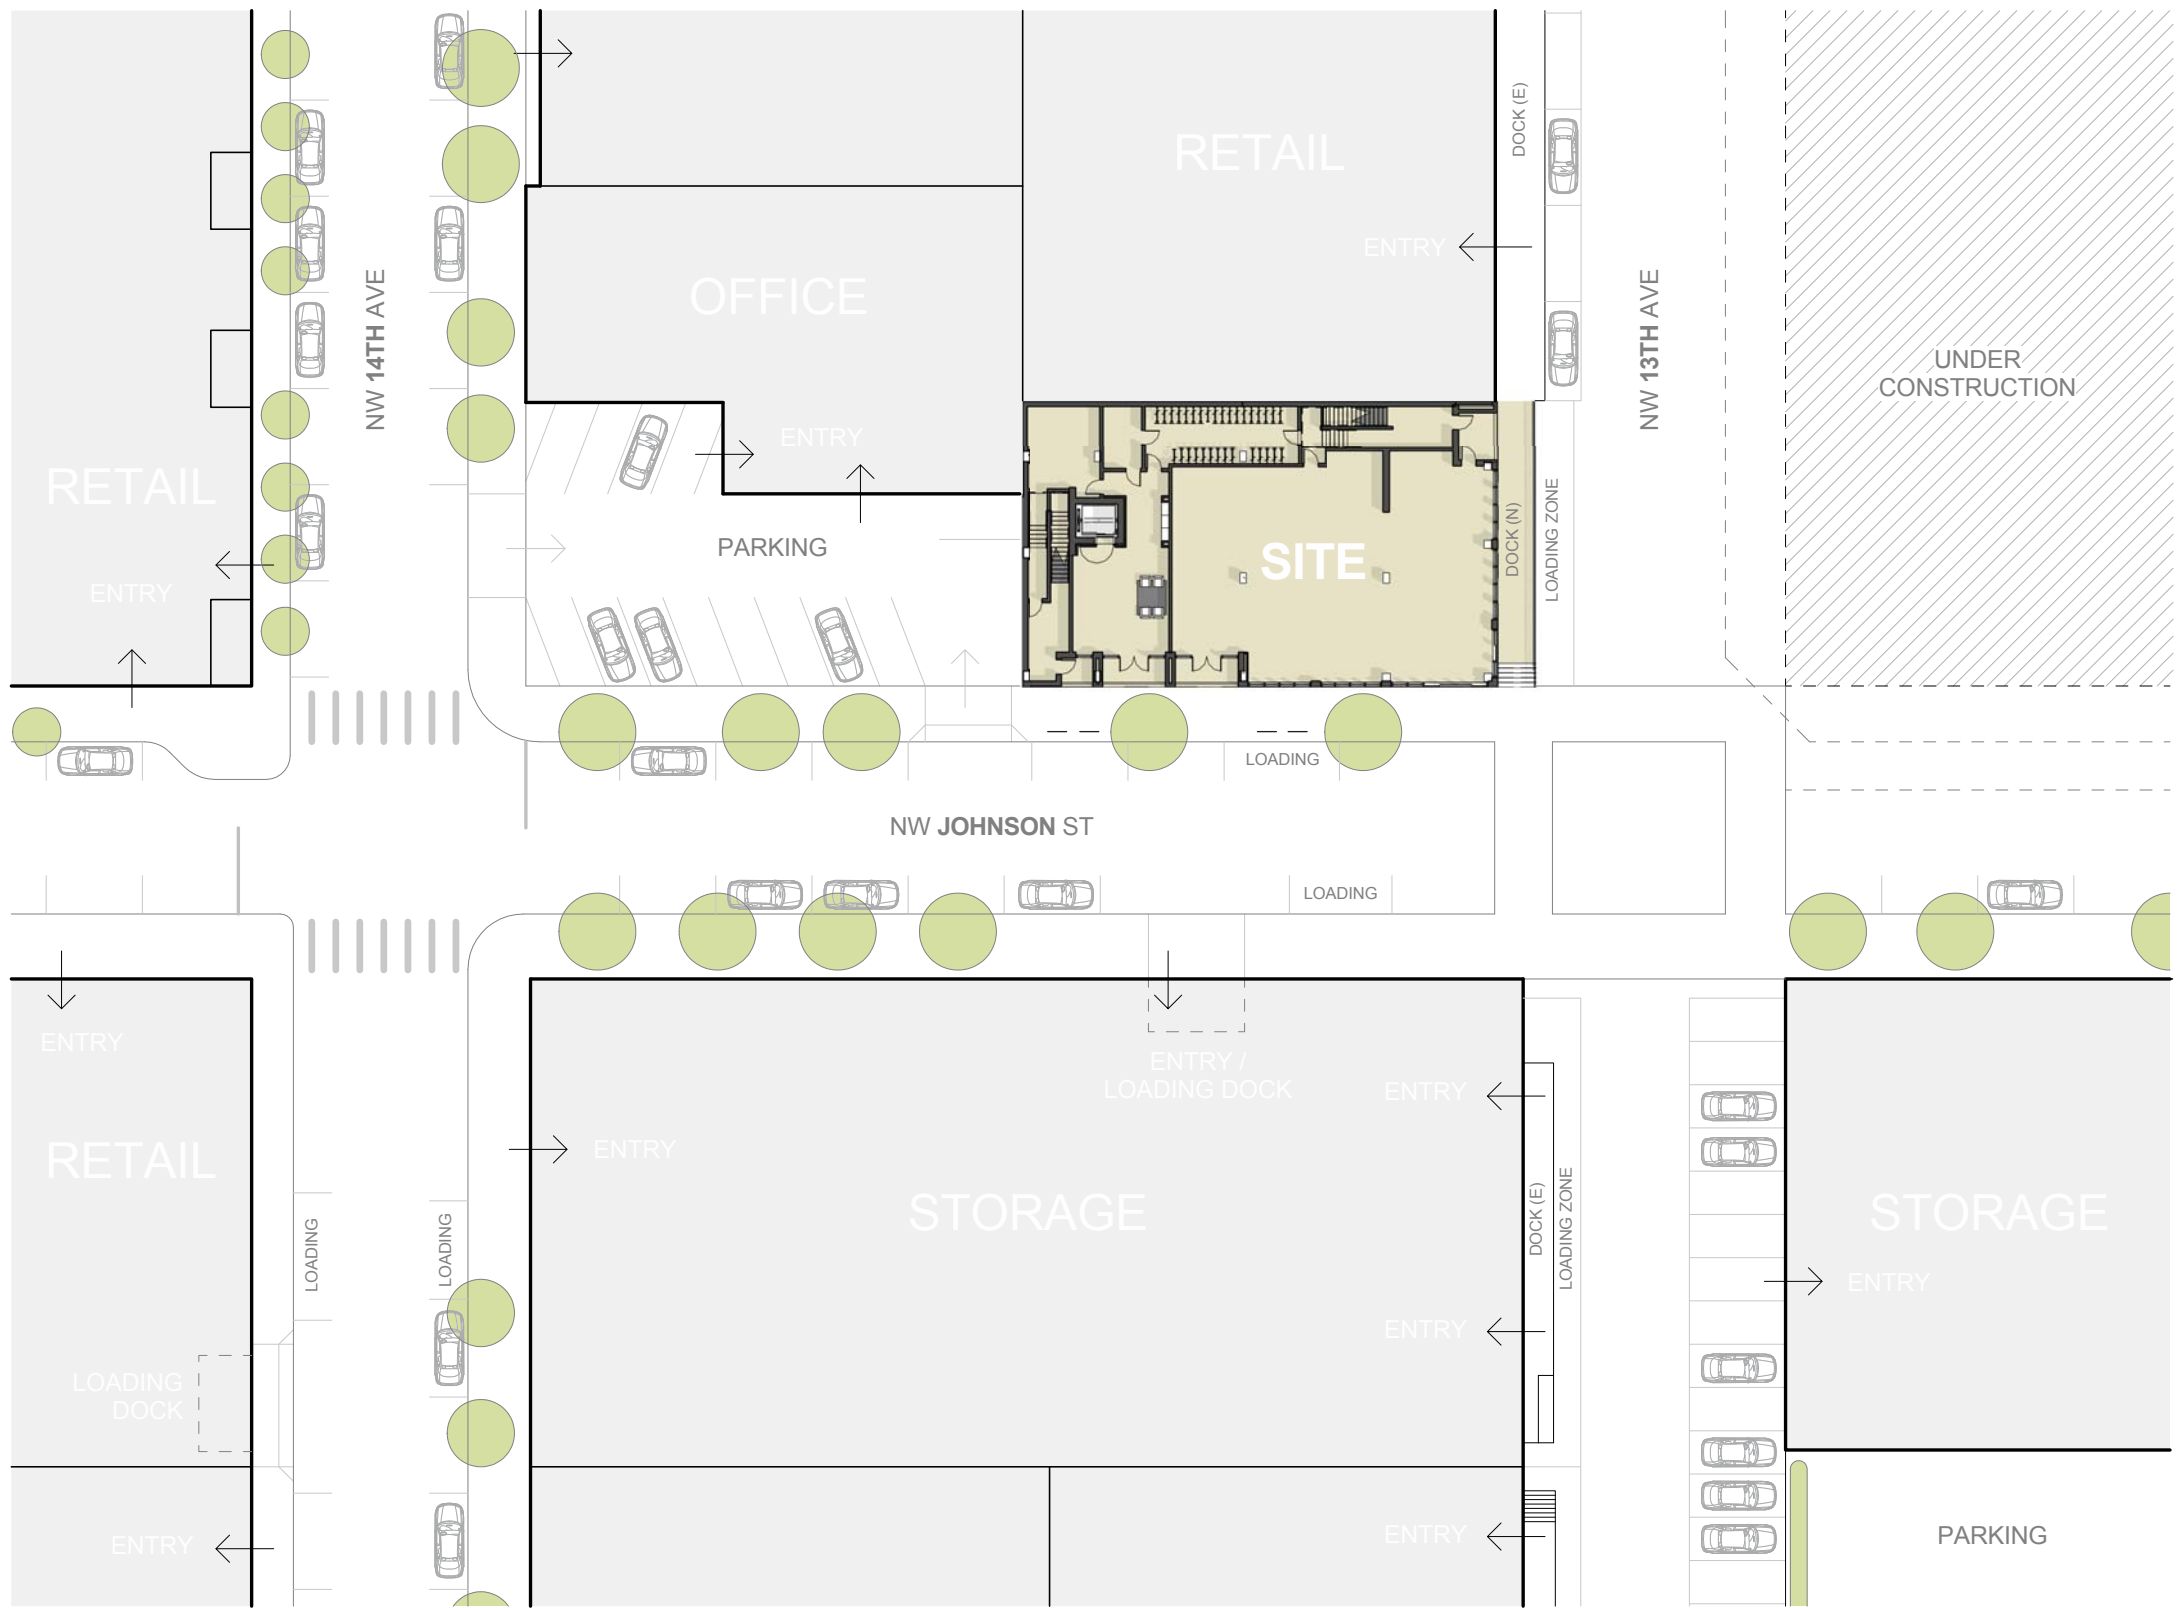 RETAIL
DOCK (E)
ENTRY
OFFICE
NW 14TH AVE
NW 13TH AVE
UNDER
CONSTRUCTION
ENTRY
RETAIL
ENTRY
PARKING
SITE
DOCK (N)
LOADING ZONE
LOADING
NW JOHNSON ST
LOADING
ENTRY
ENTRY /
LOADING DOCK
ENTRY
ENTRY
RETAIL
STORAGE
DOCK (E)
LOADING ZONE
STORAGE
LOADING
LOADING
ENTRY
ENTRY
LOADING
DOCK
ENTRY
ENTRY
PARKING